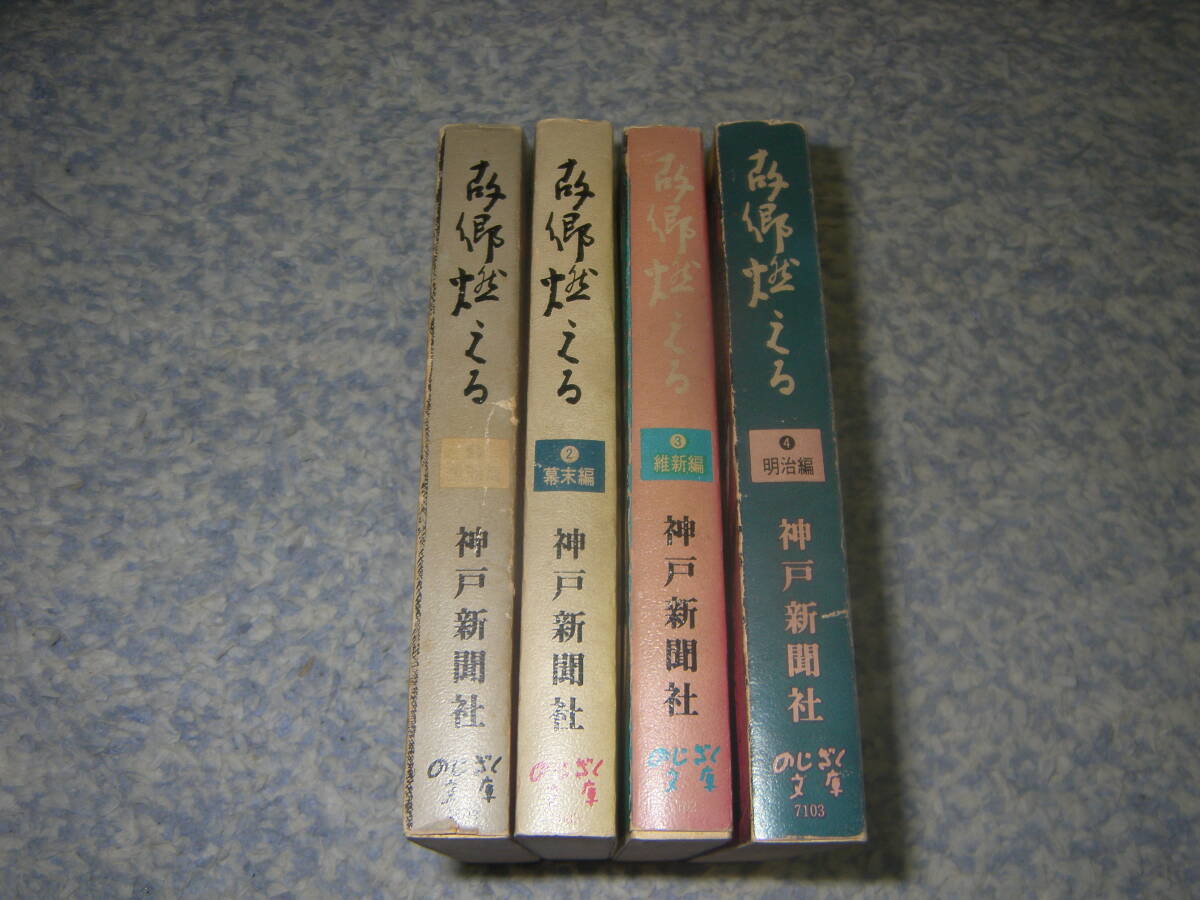 故郷燃える
神戸新聞社
のじぎく
文庫
故郷燃える
2
幕末編
神戸新聞社
のじぎく
文庫
故郷燃える
3
維新編
神戸新聞社
のじぎく
文庫
故郷燃える
4
明治編
神戸新聞社
のじぎく
文庫
7103